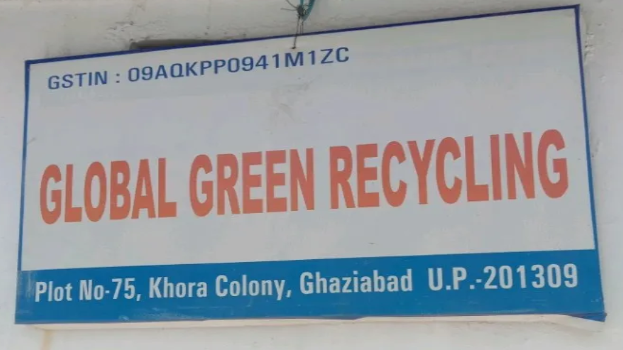 GSTIN : 09AQKPP0941M1ZC
GLOBAL GREEN RECYCLING
Plot No-75, Khora Colony, Ghaziabad U.P.-201309